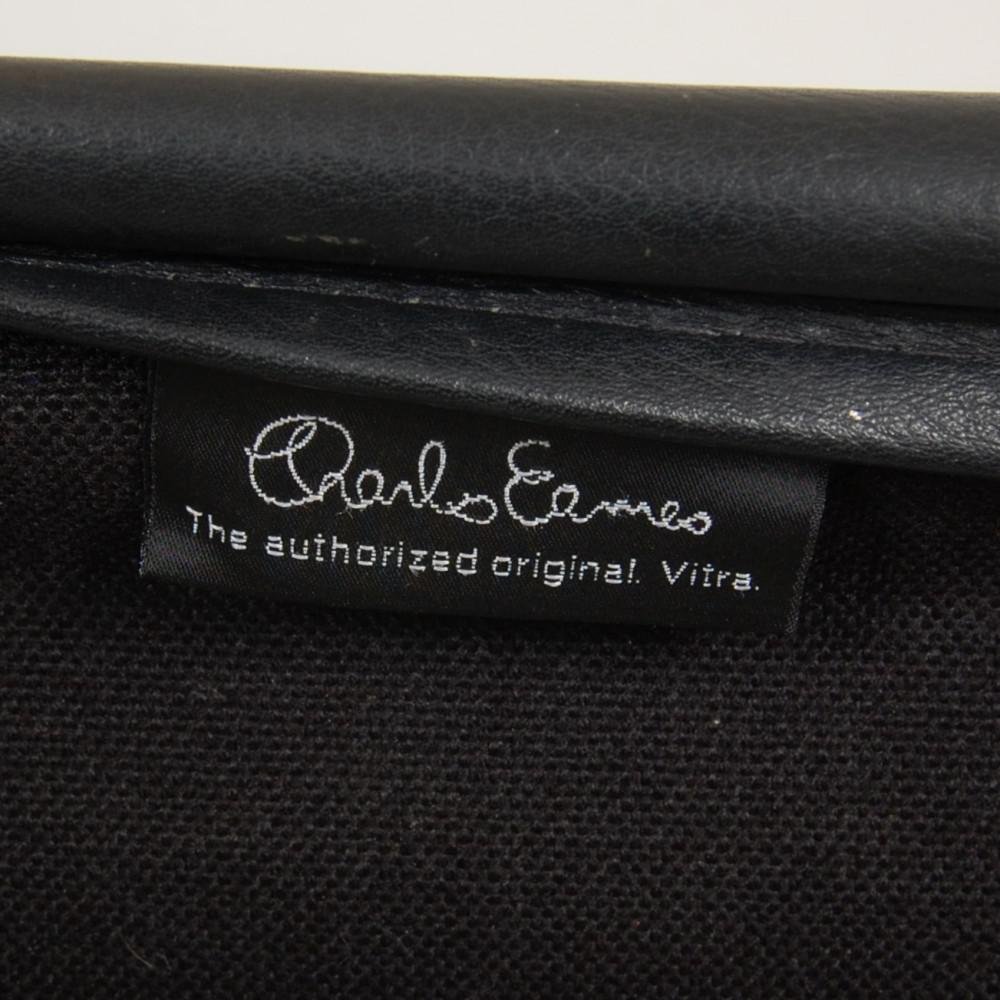 Charles Eames
The authorized original. Vitra.